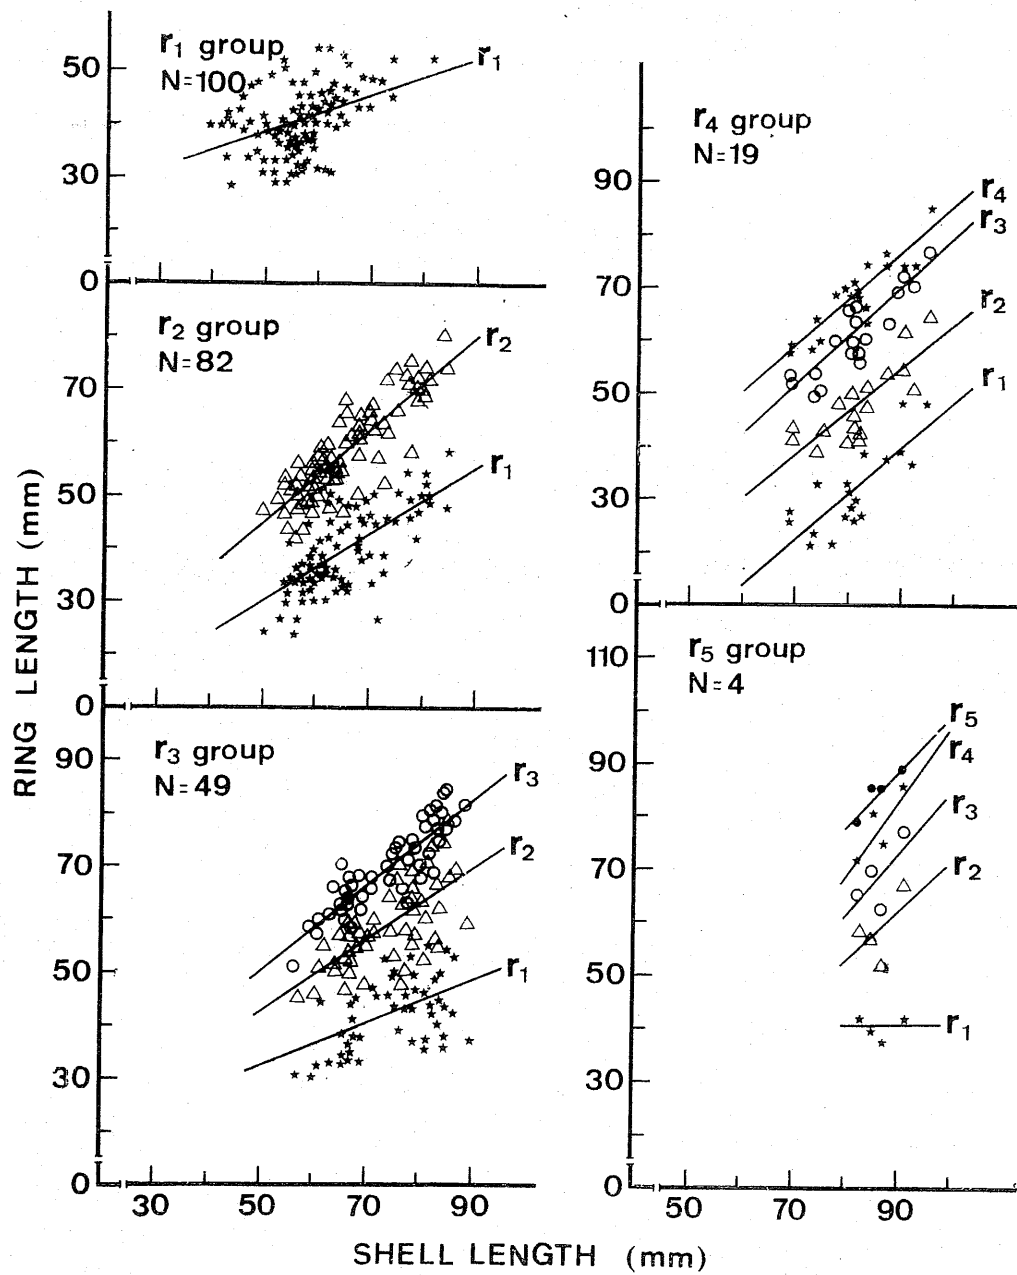 r1 group
N=100
r1
50
30
0
r2 group
N=82
r2
r1
70
50
30
0
r3 group
N=49
r3
r2
r1
90
70
50
30
0
30 50 70 90
r4 group
N=19
r4
r3
r2
r1
90
70
50
30
0
r5 group
N=4
r5
r4
r3
r2
r1
110
90
70
50
30
0
50 70 90
RING LENGTH (mm)
SHELL LENGTH (mm)